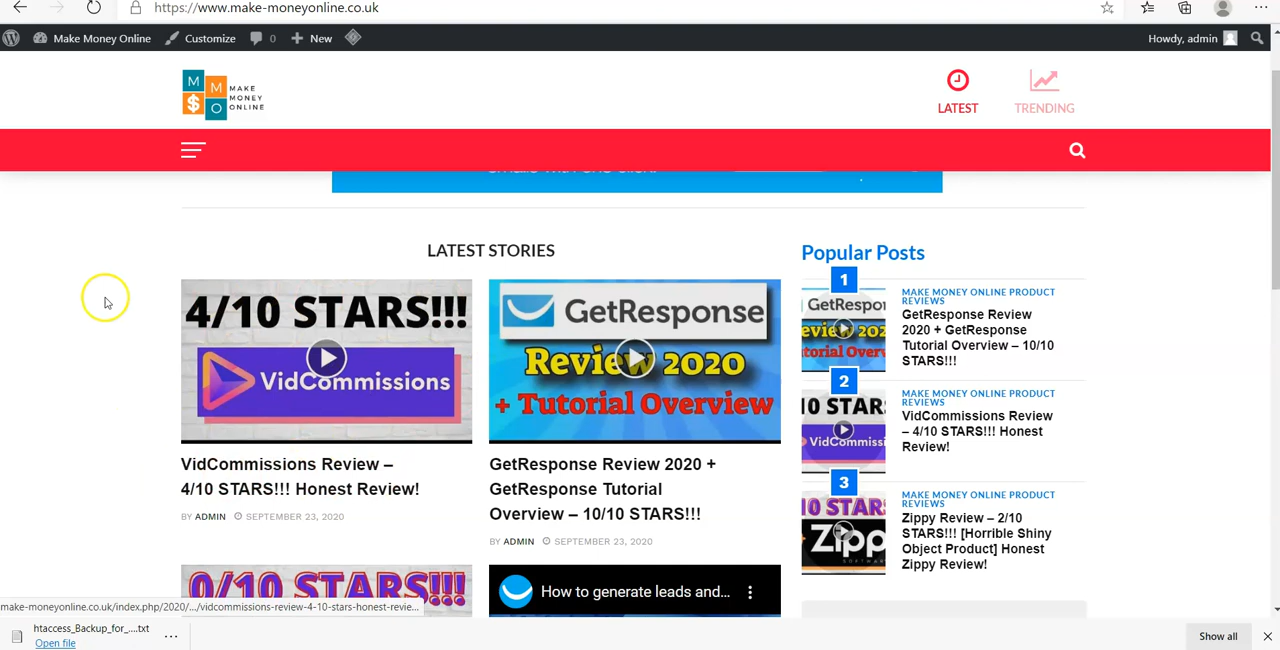 https://www.make-moneyonline.co.uk
Make Money Online
Customize
0
New
Howdy, admin
M
M
$
O
MAKE
MONEY
ONLINE
LATEST
TRENDING
LATEST STORIES
Popular Posts
4/10 STARS!!!
VidCommissions
GetResponse
Review 2020
+ Tutorial Overview
VidCommissions Review –
4/10 STARS!!! Honest Review!
BY ADMIN SEPTEMBER 23, 2020
GetResponse Review 2020 +
GetResponse Tutorial
Overview – 10/10 STARS!!!
BY ADMIN SEPTEMBER 23, 2020
0/10 STARS!!!
How to generate leads and...
1
MAKE MONEY ONLINE PRODUCT
REVIEWS
GetResponse Review
2020 + GetResponse
Tutorial Overview – 10/10
STARS!!!
2
MAKE MONEY ONLINE PRODUCT
REVIEWS
VidCommissions Review
– 4/10 STARS!!! Honest
Review!
3
MAKE MONEY ONLINE PRODUCT
REVIEWS
Zippy Review – 2/10
STARS!!! [Horrible Shiny
Object Product] Honest
Zippy Review!
make-moneyonline.co.uk/index.php/2020/.../vidcommissions-review-4-10-stars-honest-revie...
htaccess_Backup_for_....txt
Open file
Show all